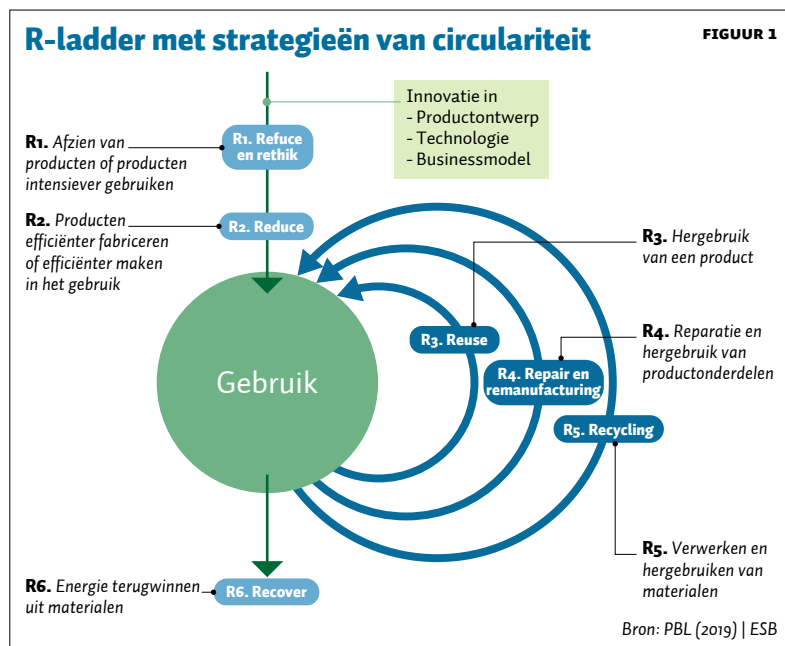 R-ladder met strategieën van circulariteit
FIGUUR 1
Innovatie in
- Productontwerp
- Technologie
- Businessmodel
R1. Afzien van
producten of producten
intensiever gebruiken
R1. Refuce
en rethik
R2. Producten
efficiënter fabriceren
of efficiënter maken
in het gebruik
R2. Reduce
R3. Hergebruik
van een product
R3. Reuse
R4. Reparatie en
hergebruik van
productonderdelen
R4. Repair en
remanufacturing
Gebruik
R5. Recycling
R5. Verwerken en
hergebruiken van
materialen
R6. Energie terugwinnen
uit materialen
R6. Recover
Bron: PBL (2019) | ESB